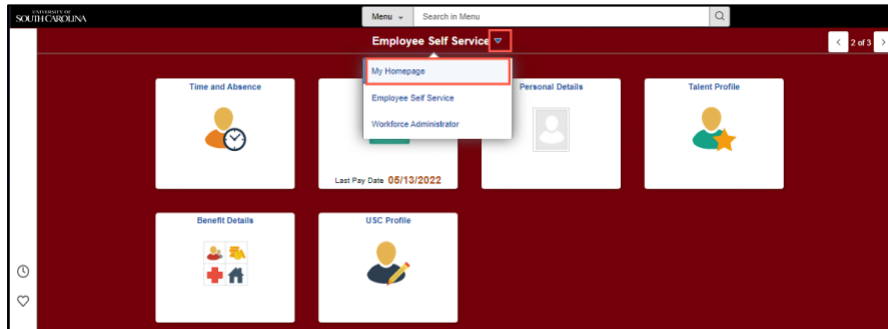 UNIVERSITY OF
SOUTH CAROLINA
Menu
Search in Menu
Employee Self Service
2 of 3
My Homepage
Employee Self Service
Workforce Administrator
Time and Absence
Personal Details
Talent Profile
Last Pay Date 05/13/2022
Benefit Details
USC Profile